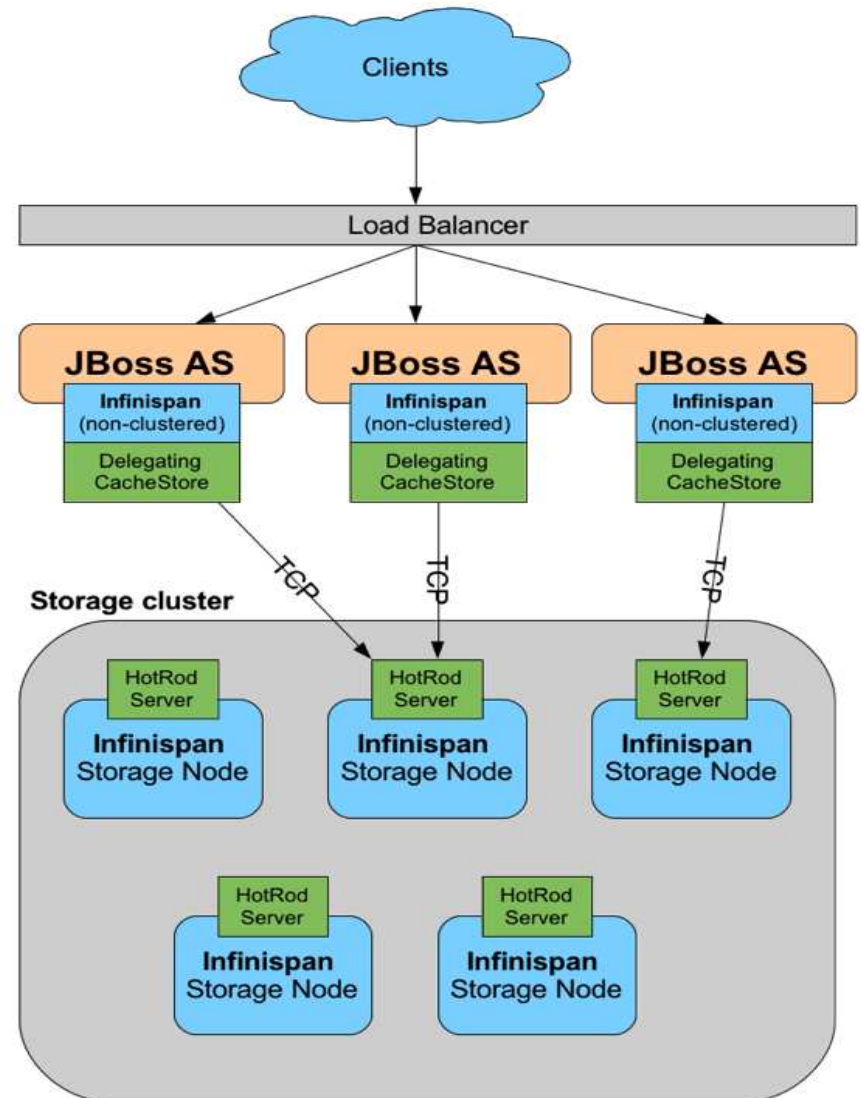 Clients
Load Balancer
JBoss AS
Infinispan
(non-clustered)
Delegating
CacheStore
JBoss AS
Infinispan
(non-clustered)
Delegating
CacheStore
JBoss AS
Infinispan
(non-clustered)
Delegating
CacheStore
TCP
TCP
TCP
Storage cluster
HotRod
Server
Infinispan
Storage Node
HotRod
Server
Infinispan
Storage Node
HotRod
Server
Infinispan
Storage Node
HotRod
Server
Infinispan
Storage Node
HotRod
Server
Infinispan
Storage Node